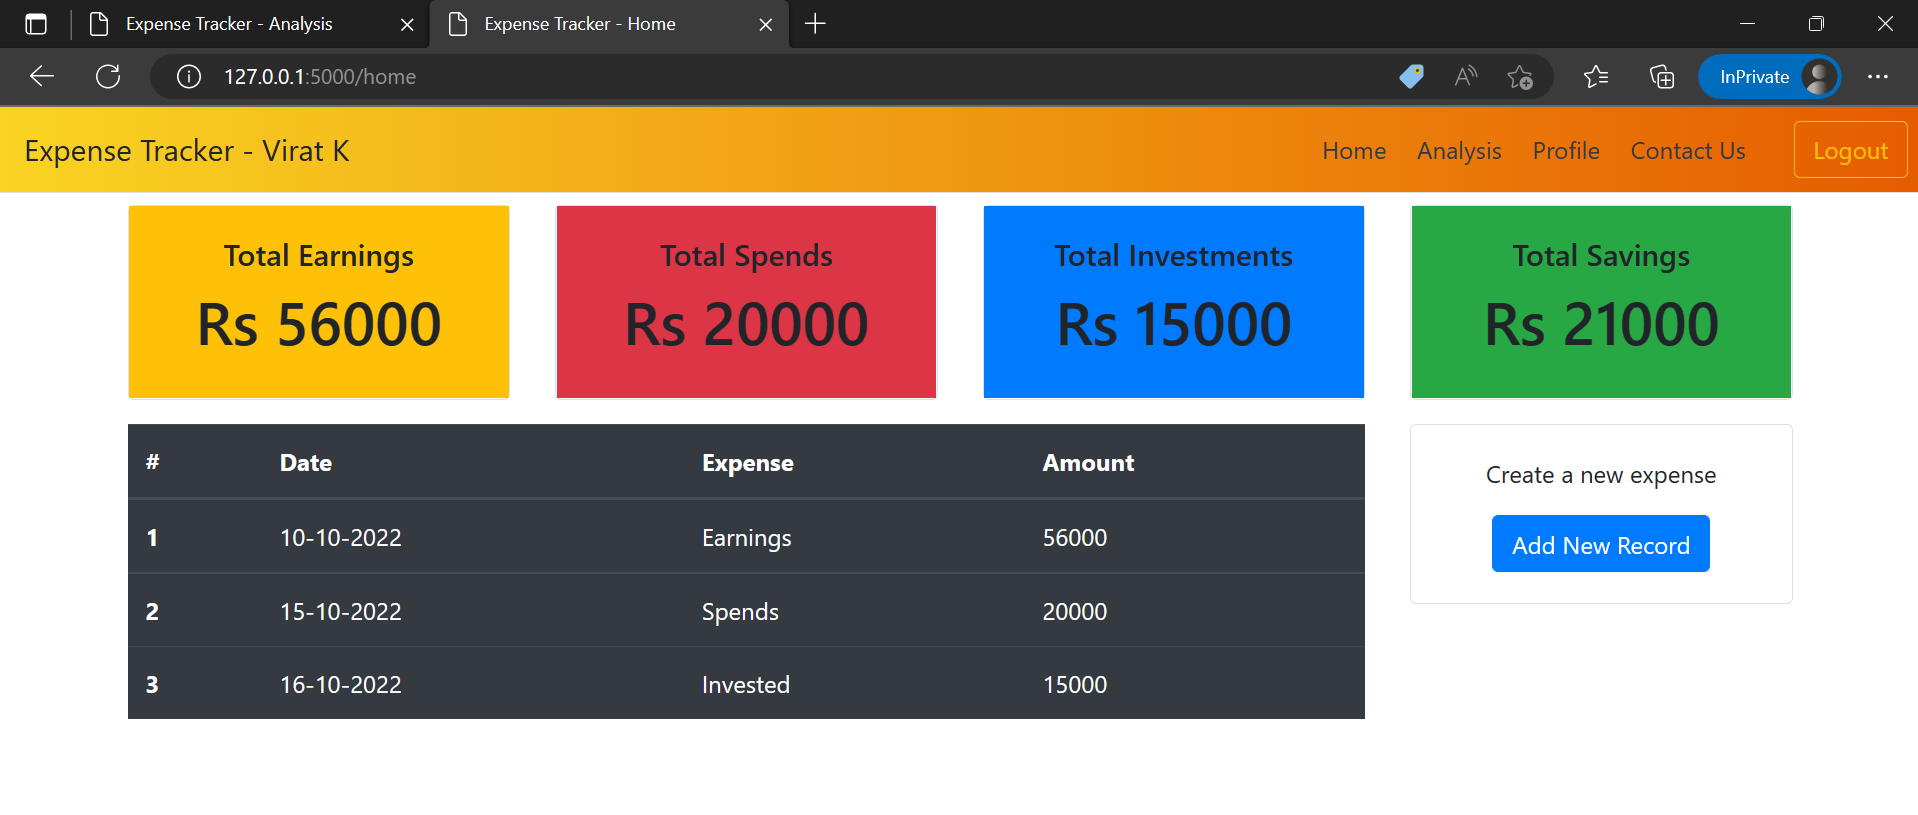 Expense Tracker - Analysis
Expense Tracker - Home
127.0.0.1:5000/home
InPrivate
Expense Tracker - Virat K
Home Analysis Profile Contact Us Logout
Total Earnings
Rs 56000
Total Spends
Rs 20000
Total Investments
Rs 15000
Total Savings
Rs 21000
# Date Expense Amount
1 10-10-2022 Earnings 56000
2 15-10-2022 Spends 20000
3 16-10-2022 Invested 15000
Create a new expense
Add New Record